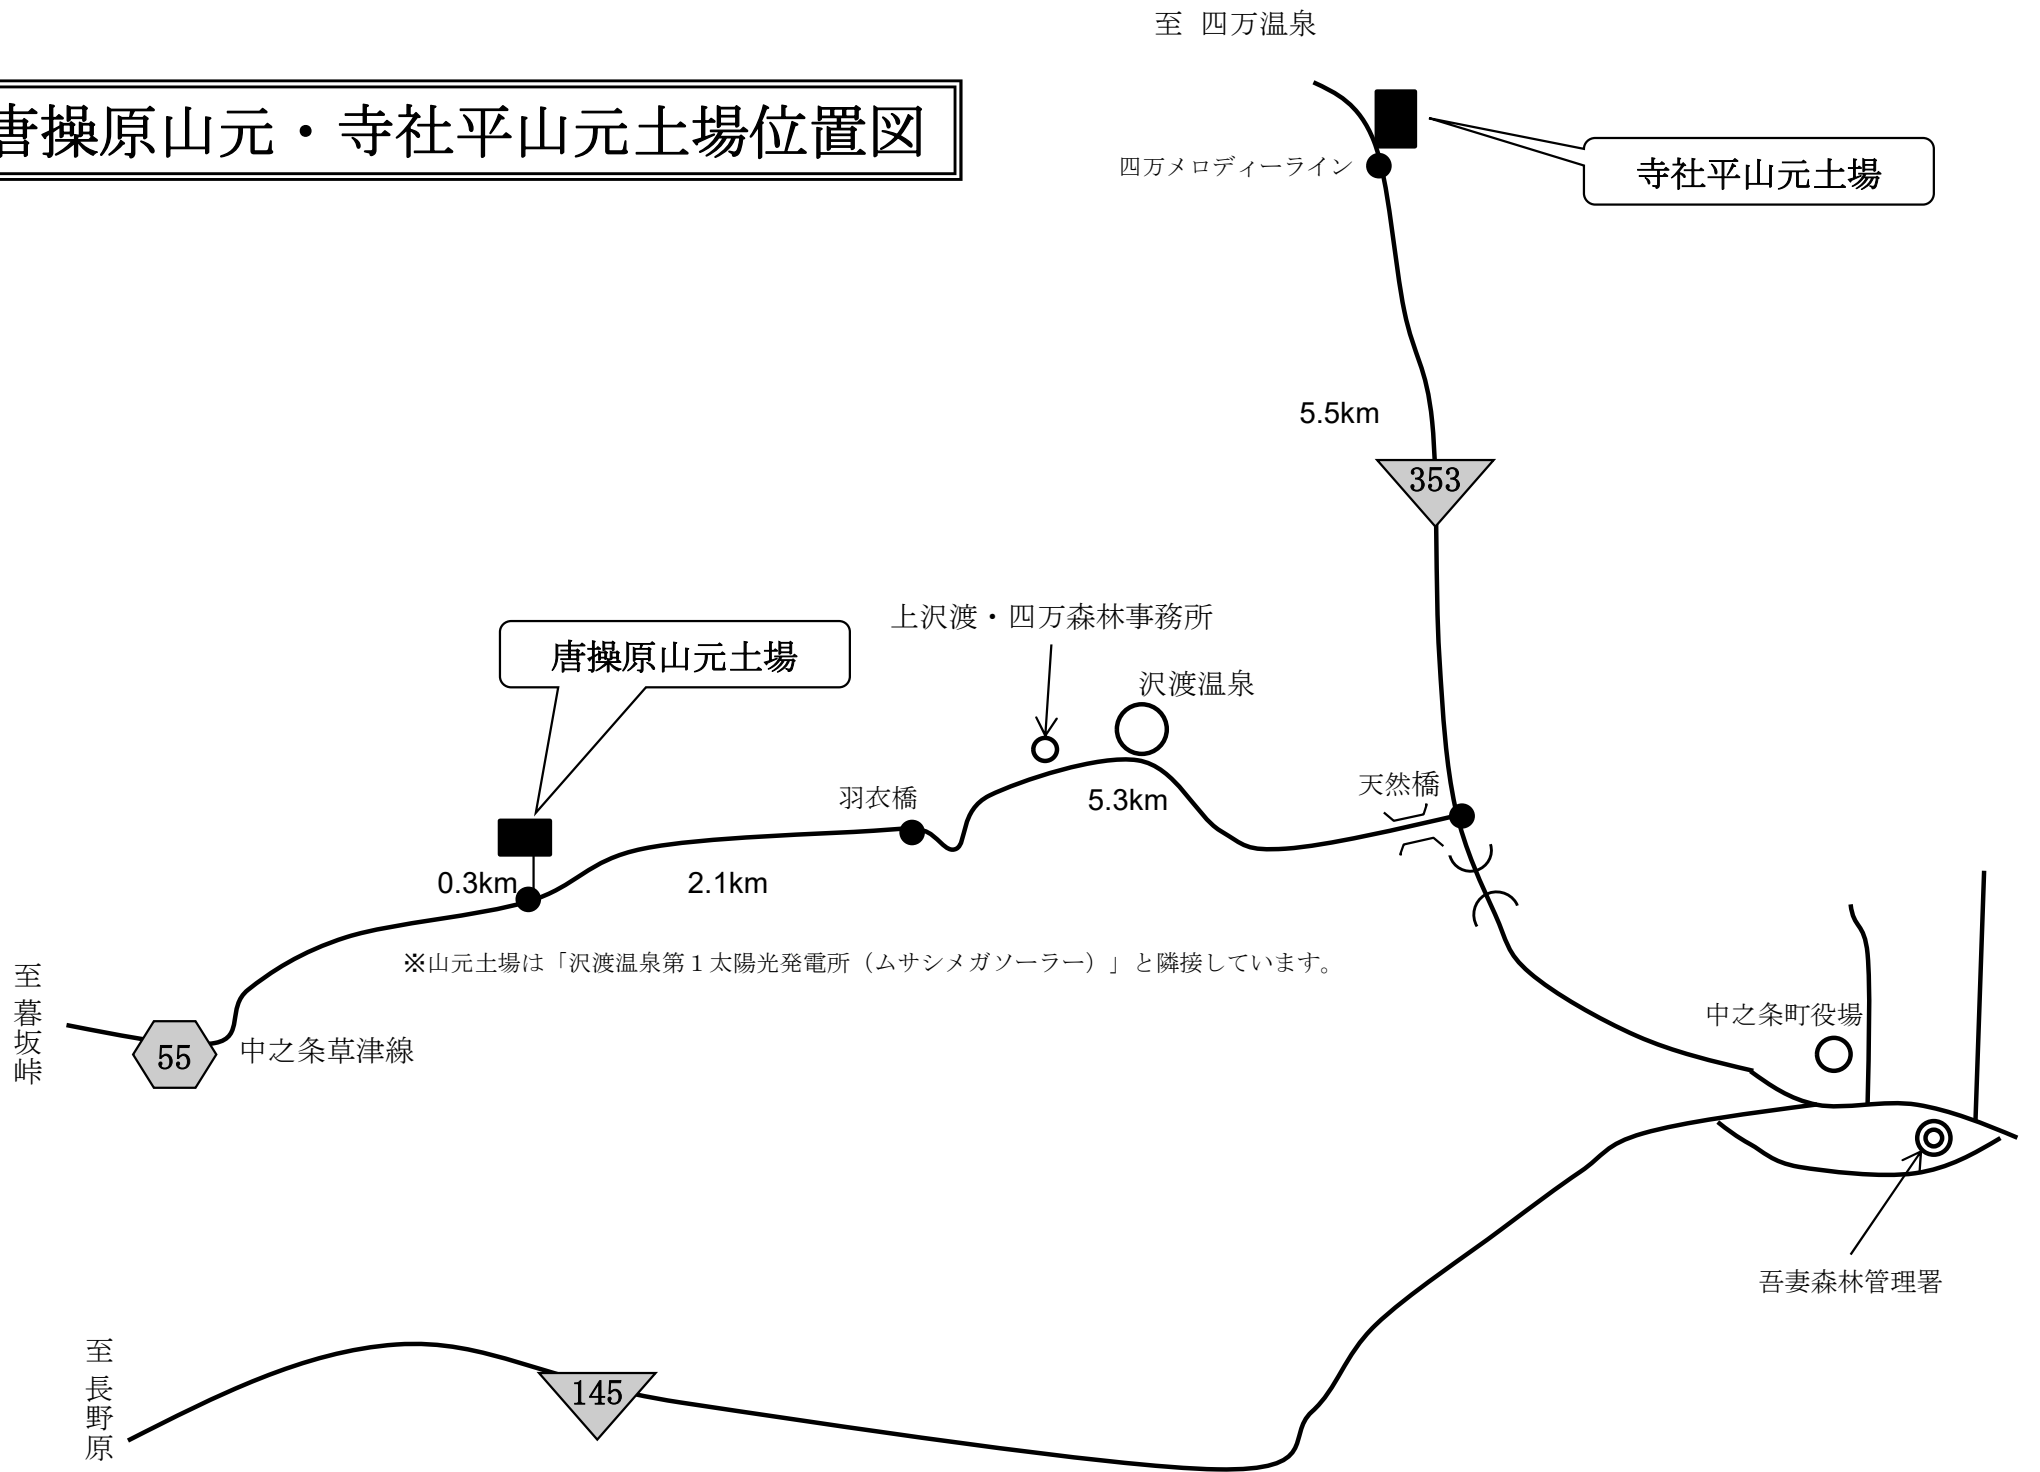 至 四万温泉
唐操原山元・寺社平山元土場位置図
四万メロディーライン
寺社平山元土場
5.5km
353
上沢渡・四万森林事務所
唐操原山元土場
沢渡温泉
天然橋
羽衣橋
5.3km
0.3km
2.1km
※山元土場は「沢渡温泉第１太陽光発電所（ムサシメガソーラー）」と隣接しています。
至 暮坂峠
中之条町役場
55
中之条草津線
吾妻森林管理署
至 長野原
145